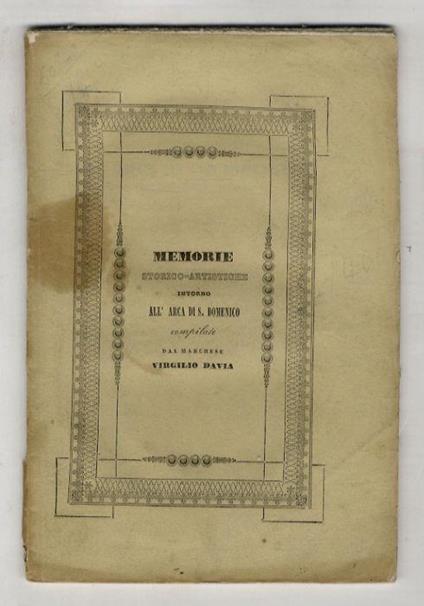 MEMORIE
STORICO-ARTISTICHE
INTORNO
ALL' ARCA DI S. DOMENICO
compilate
DAL MARCHESE
VIRGILIO DAVIA